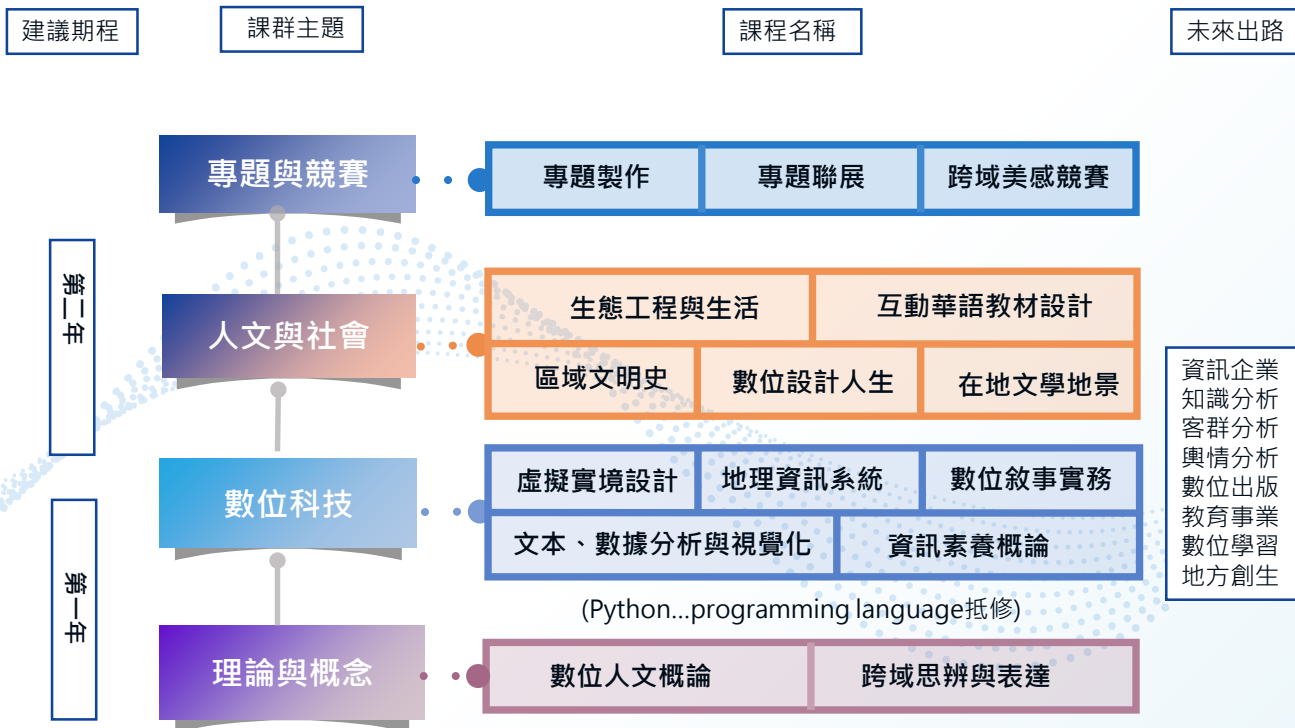 建議期程
課群主題
課程名稱
未來出路
專題與競賽
專題製作
專題聯展
跨域美感競賽
第二年
人文與社會
生態工程與生活
互動華語教材設計
區域文明史
數位設計人生
在地文學地景
數位科技
虛擬實境設計
地理資訊系統
數位敘事實務
文本、數據分析與視覺化
資訊素養概論
(Python...programming language抵修)
第一年
理論與概念
數位人文概論
跨域思辨與表達
資訊企業
知識分析
客群分析
輿情分析
數位出版
教育事業
數位學習
地方創生